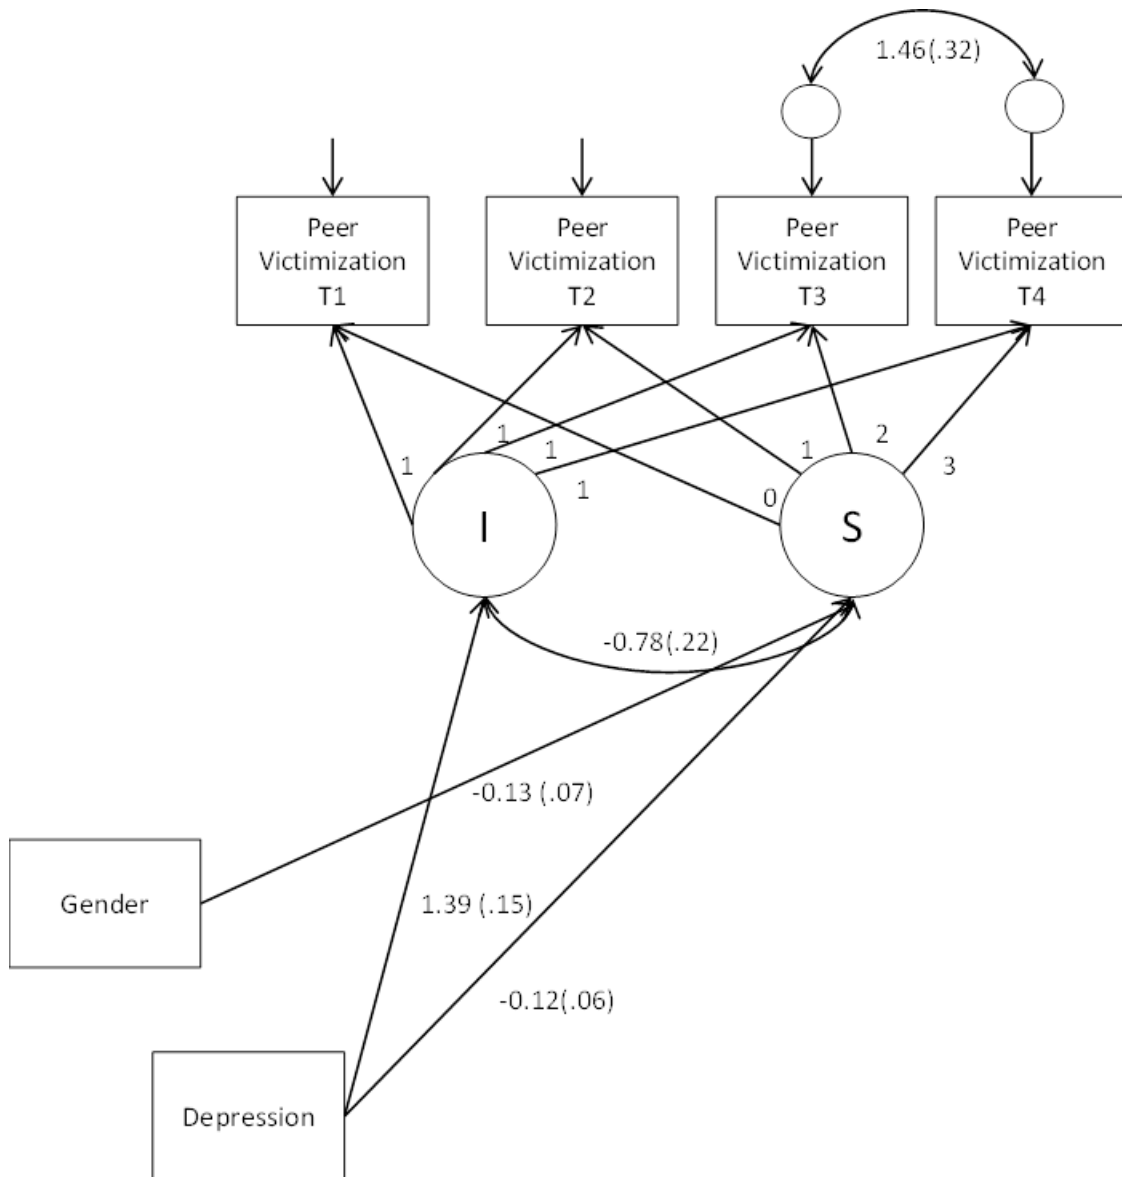 1.46(.32)
Peer
Victimization
T1
Peer
Victimization
T2
Peer
Victimization
T3
Peer
Victimization
T4
1
1
1
1
0
1
2
3
I
S
-0.78(.22)
-0.13 (.07)
Gender
1.39 (.15)
-0.12(.06)
Depression